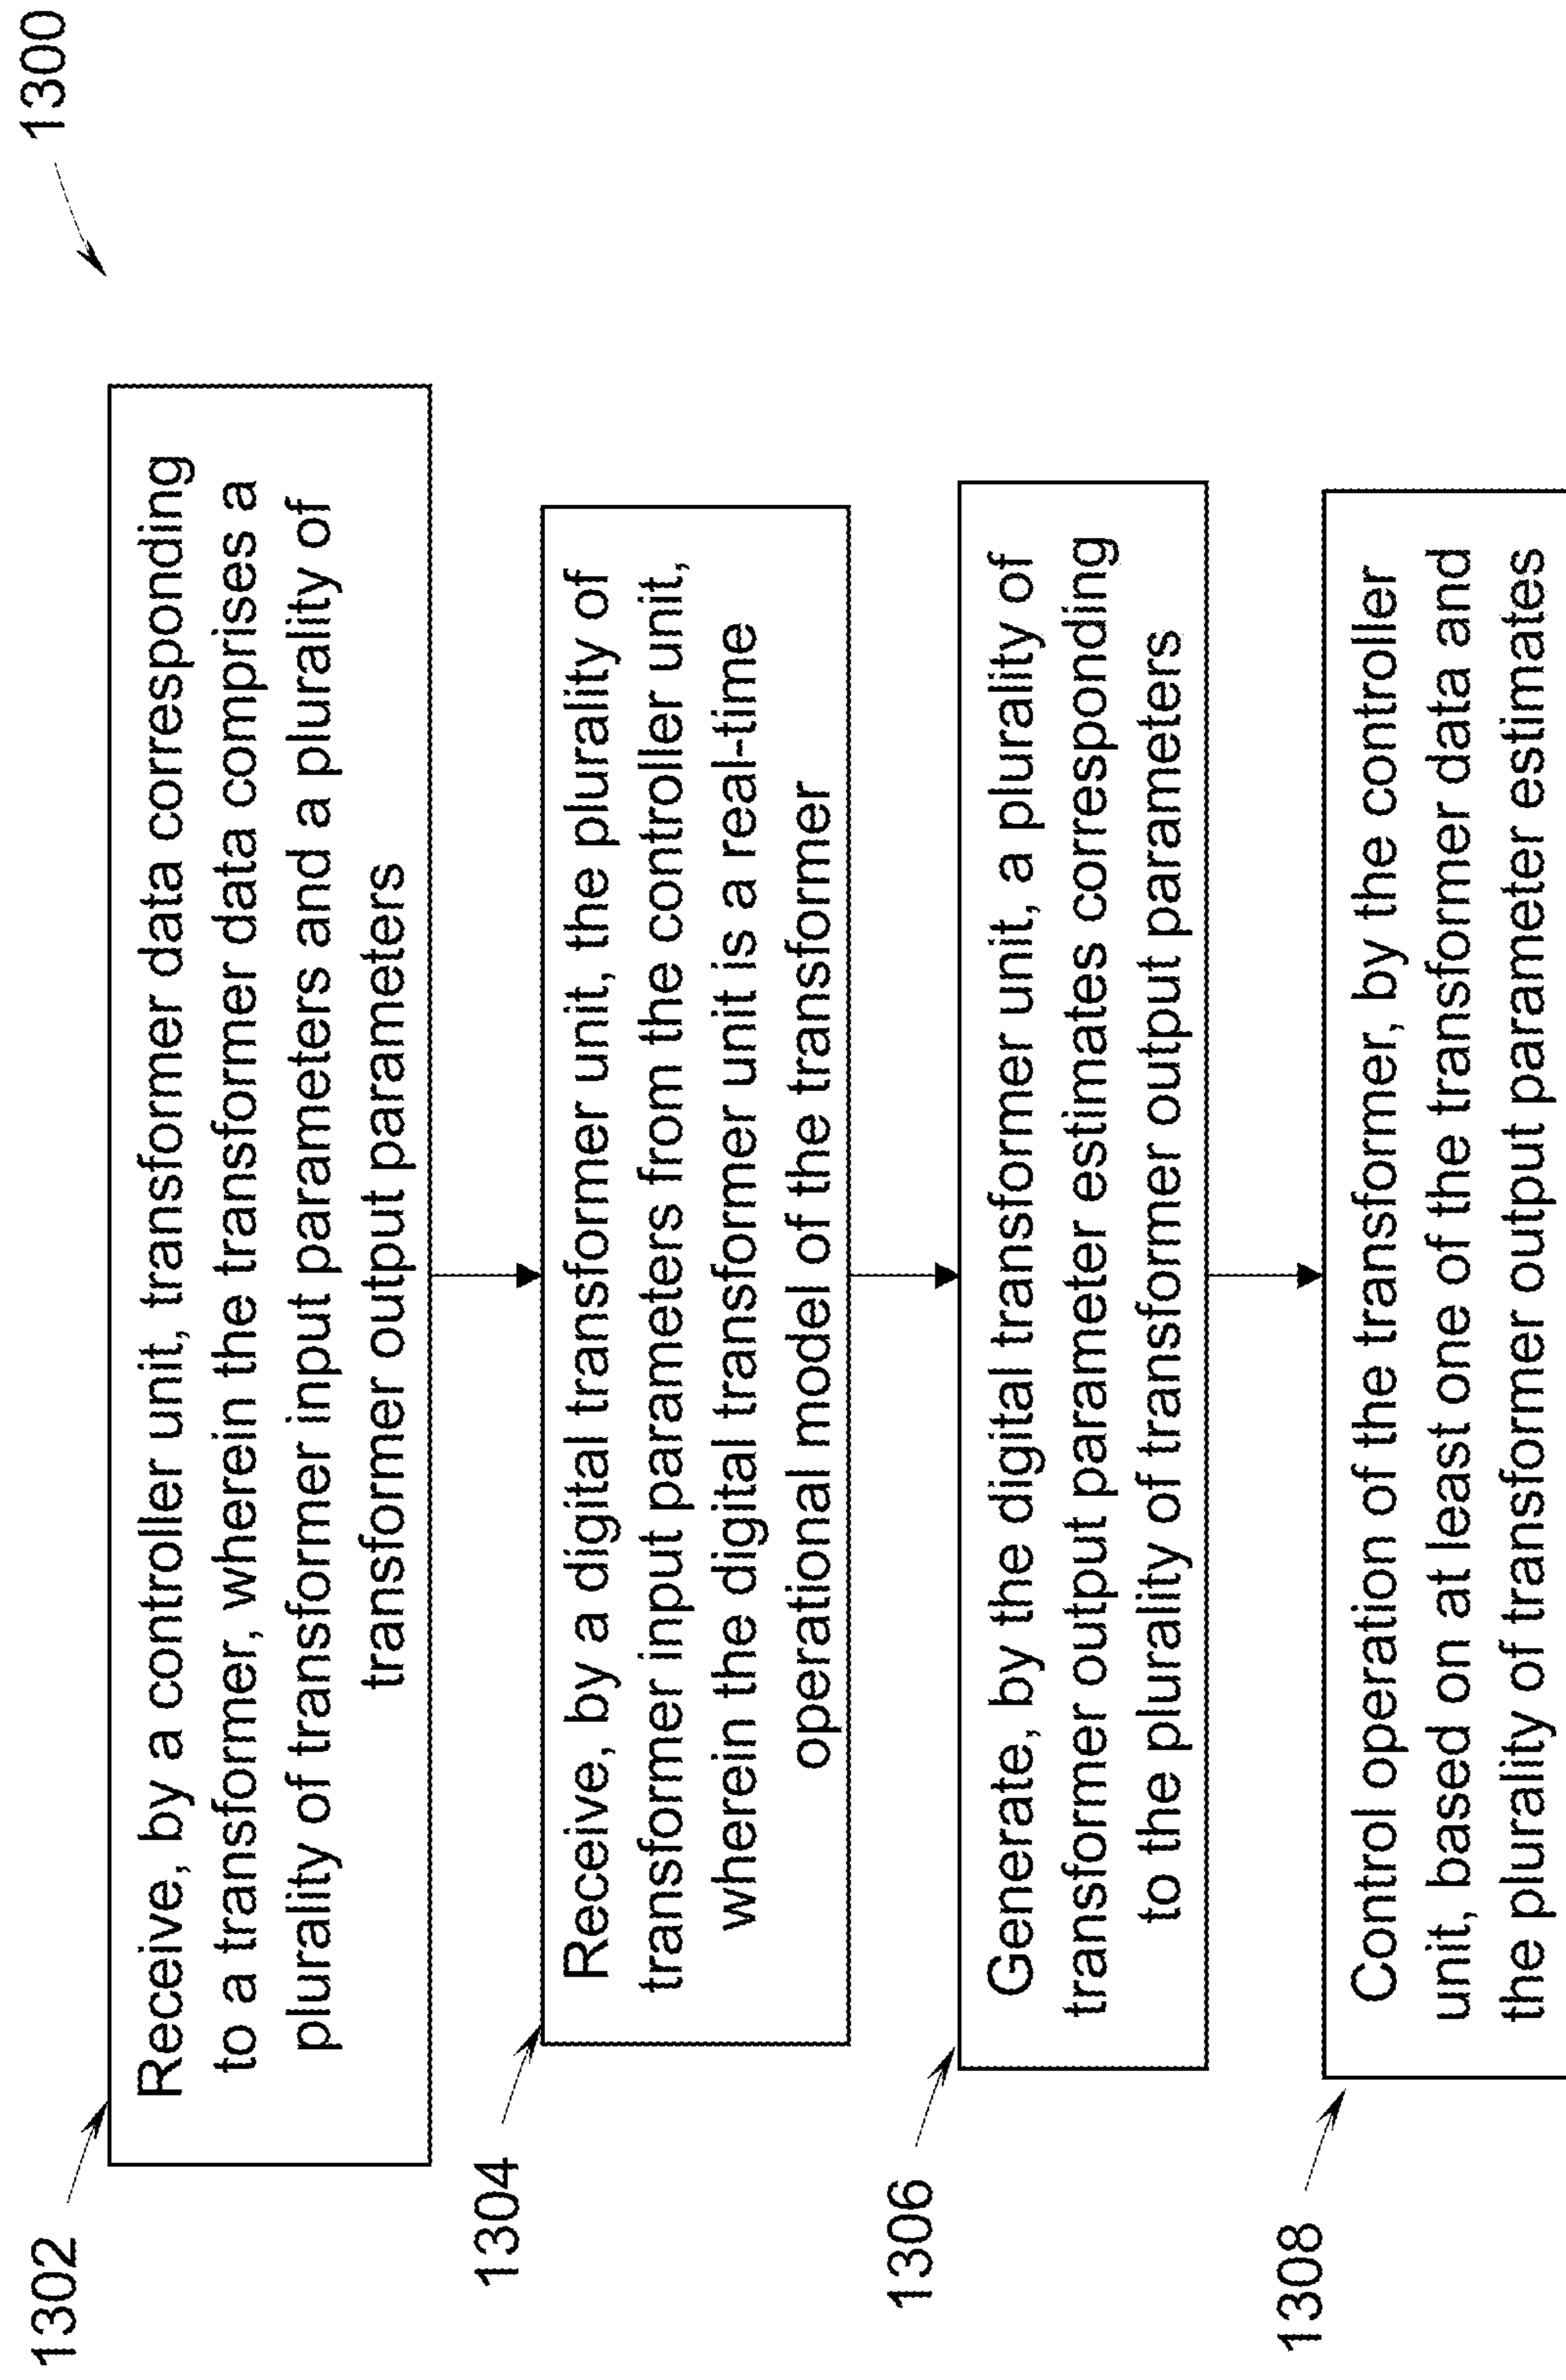 1300
1302
Receive, by a controller unit, transformer data corresponding
to a transformer, wherein the transformer data comprises a
plurality of transformer input parameters and a plurality of
transformer output parameters
1304
Receive, by a digital transformer unit, the plurality of
transformer input parameters from the controller unit,
wherein the digital transformer unit is a real-time
operational model of the transformer
1306
Generate, by the digital transformer unit, a plurality of
transformer output parameter estimates corresponding
to the plurality of transformer output parameters
1308
Control operation of the transformer, by the controller
unit, based on at least one of the transformer data and
the plurality of transformer output parameter estimates